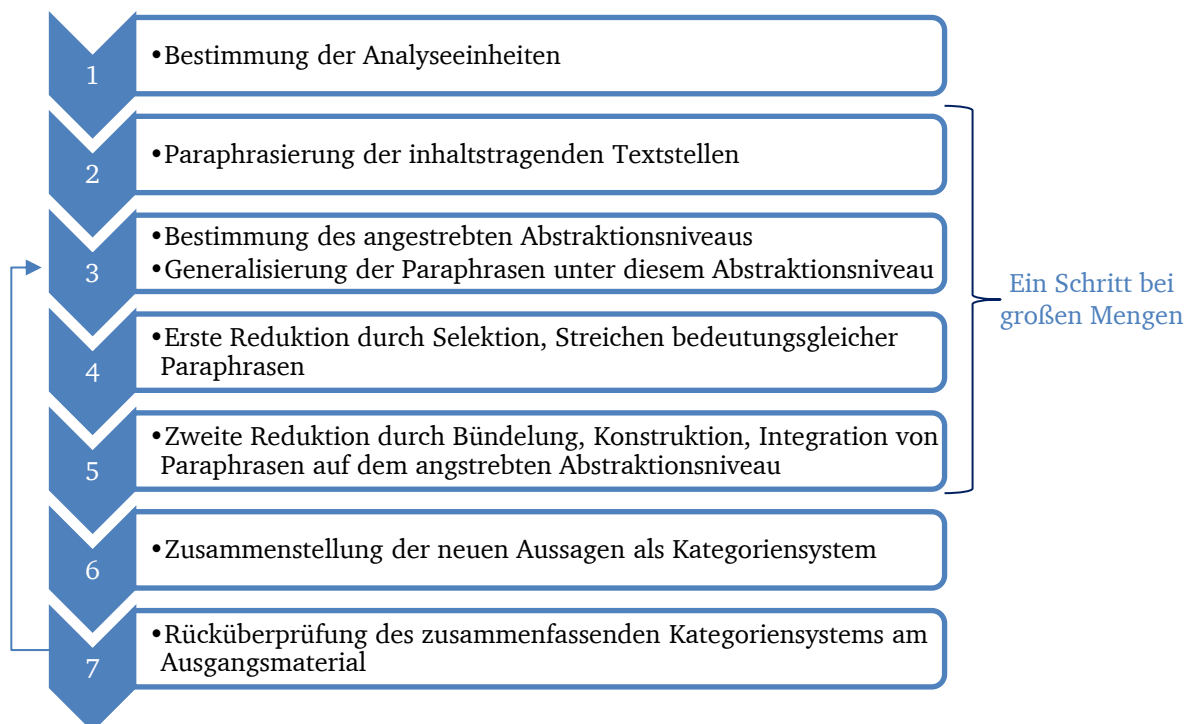 1
•Bestimmung der Analyseeinheiten
2
•Paraphrasierung der inhaltstragenden Textstellen
3
•Bestimmung des angestrebten Abstraktionsniveaus
•Generalisierung der Paraphrasen unter diesem Abstraktionsniveau
4
•Erste Reduktion durch Selektion, Streichen bedeutungsgleicher
Paraphrasen
5
•Zweite Reduktion durch Bündelung, Konstruktion, Integration von
Paraphrasen auf dem angstrebten Abstraktionsniveau
6
•Zusammenstellung der neuen Aussagen als Kategoriensystem
7
•Rücküberprüfung des zusammenfassenden Kategoriensystems am
Ausgangsmaterial
Ein Schritt bei
großen Mengen